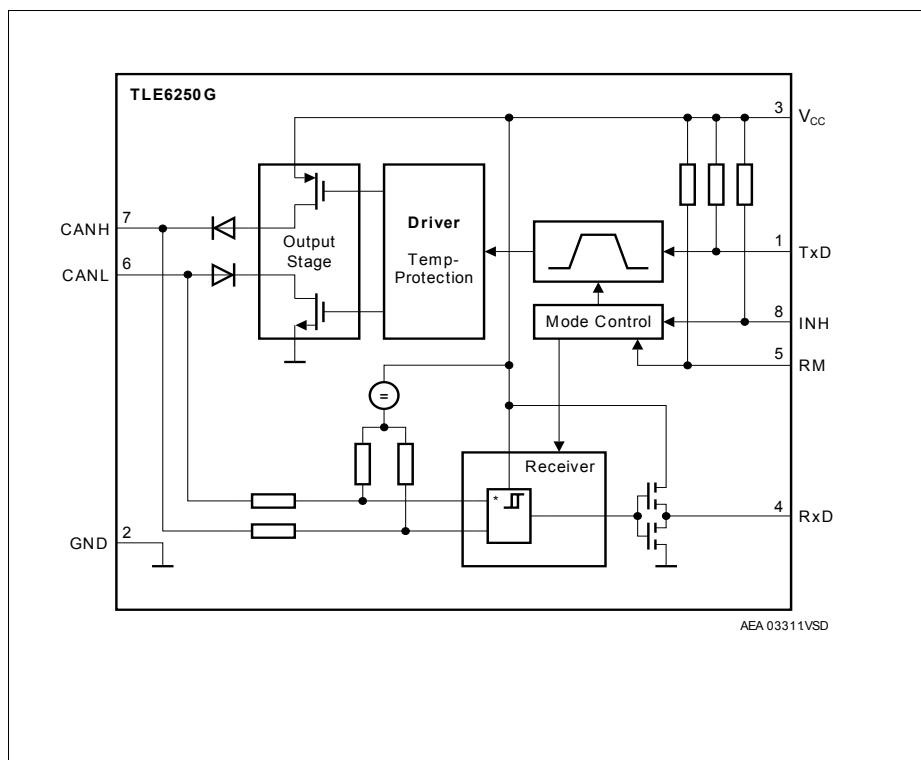 TLE6250G
3
V_CC
7
CANH
6
CANL
Output
Stage
Driver
Temp-
Protection
1
TxD
Mode Control
8
INH
5
RM
=
Receiver
*
4
RxD
2
GND
AEA 03311VSD